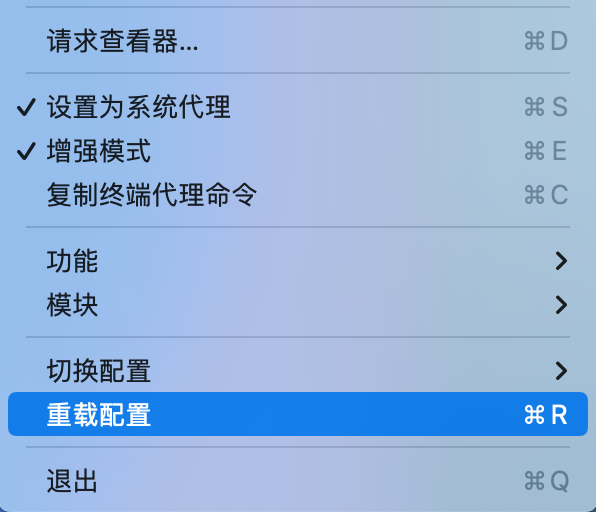 请求查看器... ⌘D
设置为系统代理 ⌘S
增强模式 ⌘E
复制终端代理命令 ⌘C
功能
模块
切换配置
重载配置 ⌘R
退出 ⌘Q